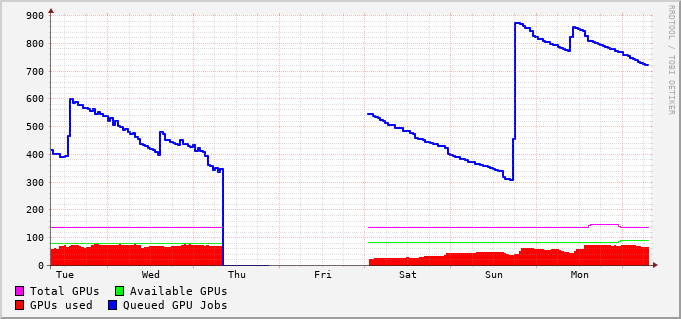 900
800
700
600
500
400
300
200
100
0
Tue Wed Thu Fri Sat Sun Mon
Total GPUs Available GPUs
GPUs used Queued GPU Jobs
RRDTOOL / TOBI OETIKER